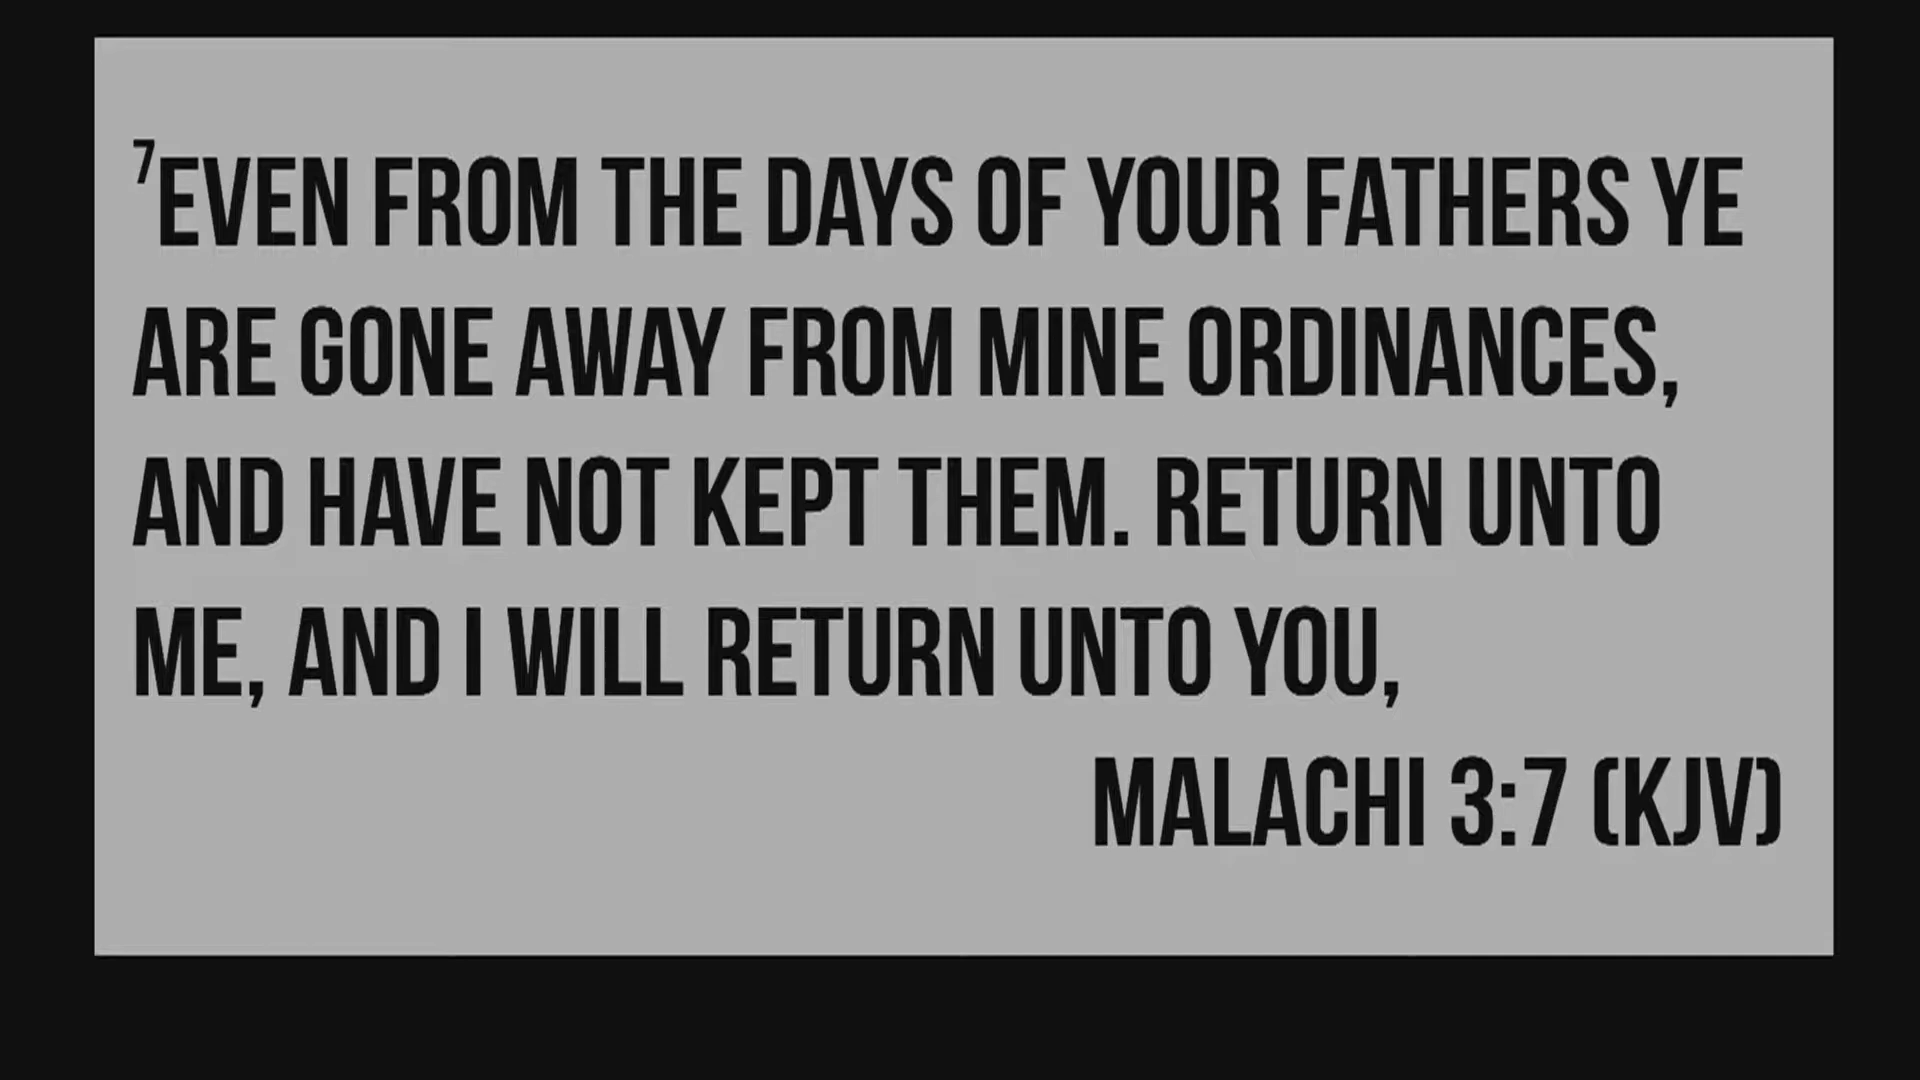 7EVEN FROM THE DAYS OF YOUR FATHERS YE
ARE GONE AWAY FROM MINE ORDINANCES,
AND HAVE NOT KEPT THEM. RETURN UNTO
ME, AND I WILL RETURN UNTO YOU,
MALACHI 3:7 (KJV)